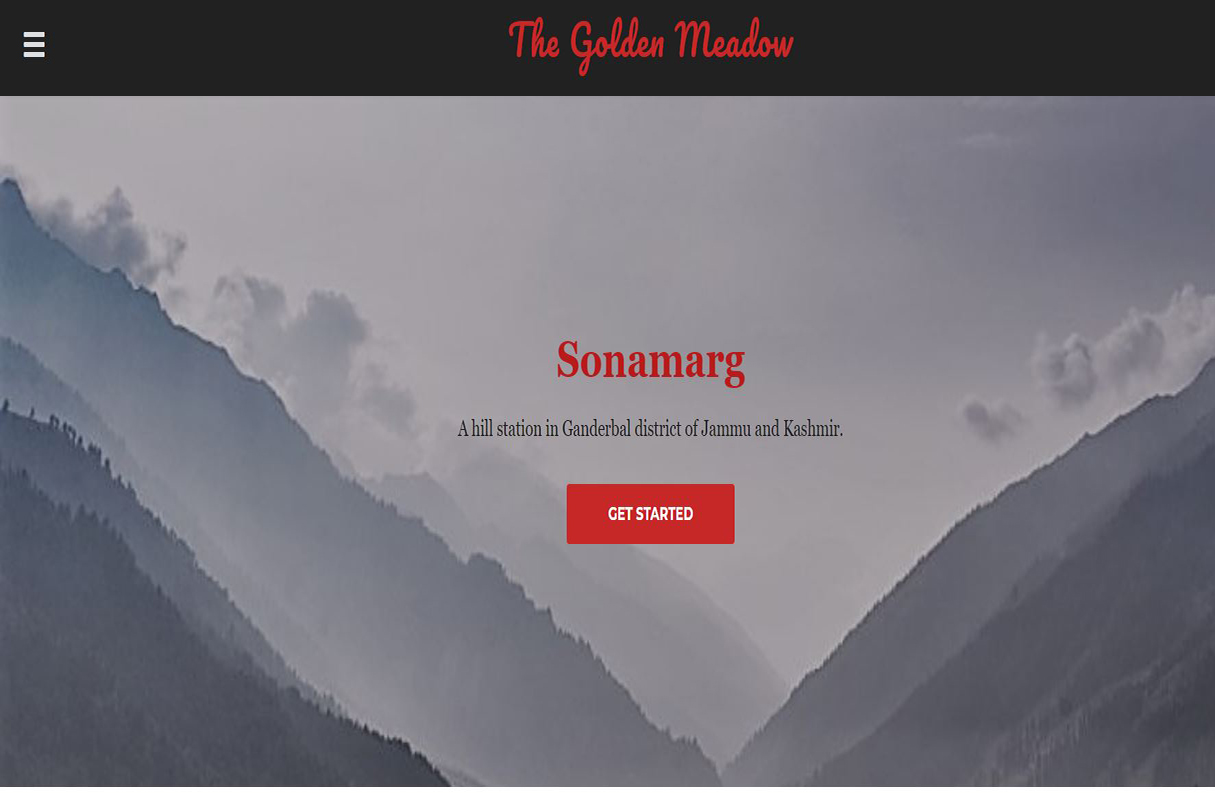 The Golden Meadow
Sonamarg
A hill station in Ganderbal district of Jammu and Kashmir.
GET STARTED